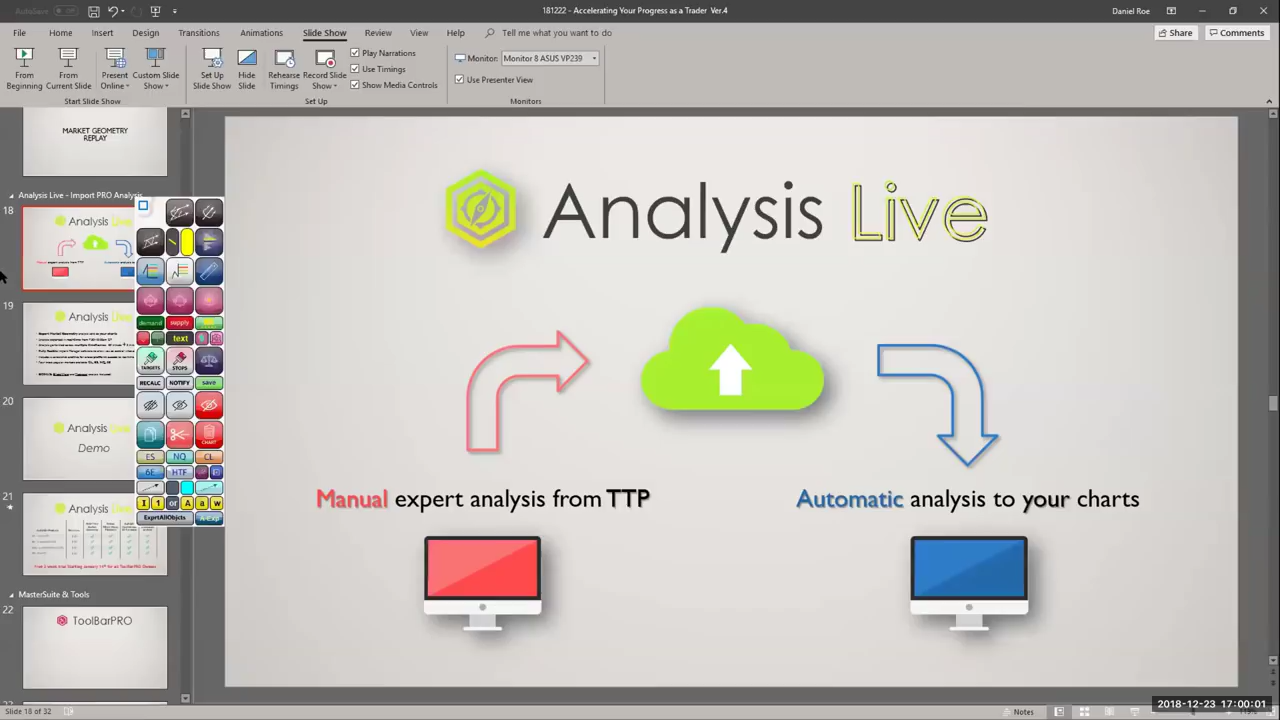 AutoSave
181222 - Accelerating Your Progress as a Trader Ver.4
Daniel Roe
File Home Insert Design Transitions Animations Slide Show Review View Help Tell me what you want to do
Share Comments
From Beginning
From Current Slide
Present Online
Custom Slide Show
Start Slide Show
Set Up Slide Show
Hide Slide
Rehearse Timings
Record Slide Show
Play Narrations
Use Timings
Show Media Controls
Set Up
Monitor: Monitor 8 ASUS VP239
Use Presenter View
Monitors
MARKET GEOMETRY
REPLAY
Analysis Live - Import PRO Analysis
18
Analysis Live
19
Analysis
20
Analysis
Demo
21
Analysis
MasterSuite & Tools
22
ToolBarPRO
demand supply
text
TARGETS STOPS
RECALC NOTIFY save
CHART
ES NQ CL
6E HTF
ExprtAllObjcts A-Exp
Analysis Live
Manual expert analysis from TTP
Automatic analysis to your charts
Slide 18 of 32
Notes
2018-12-23 17:00:01